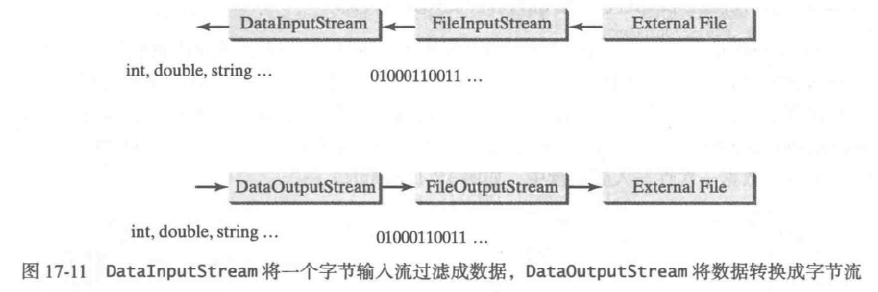 DataInputStream FileInputStream External File
int, double, string ... 01000110011 ...
DataOutputStream FileOutputStream External File
int, double, string ... 01000110011 ...
图 17-11 DataInputStream 将一个字节输入流过滤成数据，DataOutputStream 将数据转换成字节流